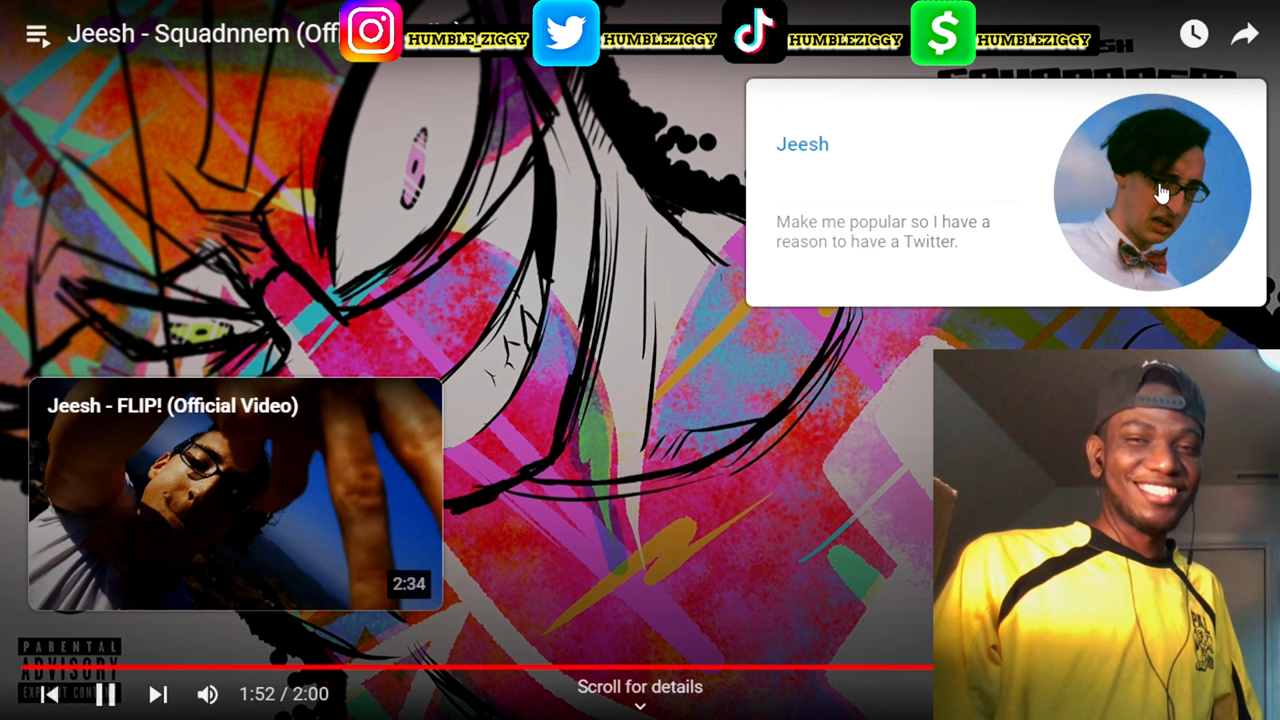 Jeesh - Squadnnem (Off
HUMBLE_ZIGGY
HUMBLEZIGGY
HUMBLEZIGGY
HUMBLEZIGGY
Jeesh
Make me popular so I have a
reason to have a Twitter.
Jeesh - FLIP! (Official Video)
2:34
PARENTAL
ADVISORY
1:52 / 2:00
Scroll for details